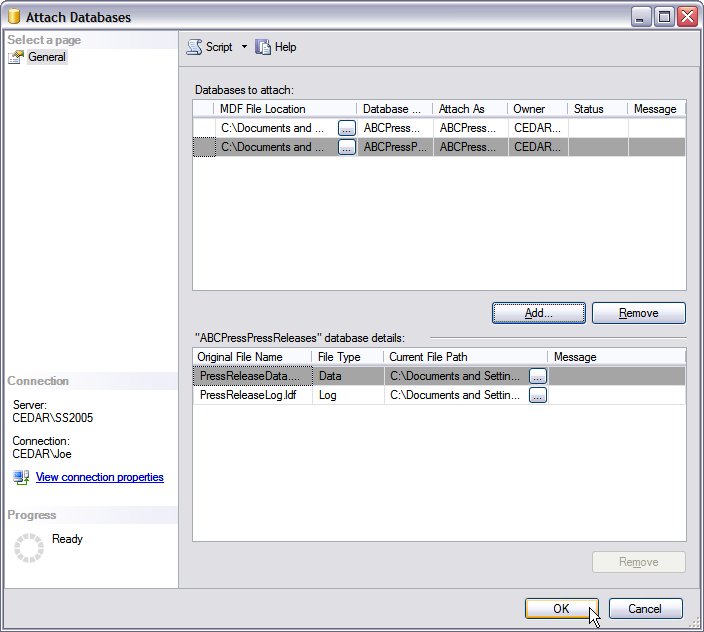 Attach Databases
Select a page
General
Script Help
Databases to attach:
MDF File Location Database ... Attach As Owner Status Message
C:\Documents and ... ... ABCPress... ABCPress... CEDAR...
C:\Documents and ... ... ABCPressP... ABCPress... CEDAR...
Add... Remove
"ABCPressPressReleases" database details:
Original File Name File Type Current File Path Message
PressReleaseData.... Data C:\Documents and Settin... ...
PressReleaseLog.ldf Log C:\Documents and Settin... ...
Remove
Connection
Server:
CEDAR\SS2005
Connection:
CEDAR\Joe
View connection properties
Progress
Ready
OK Cancel